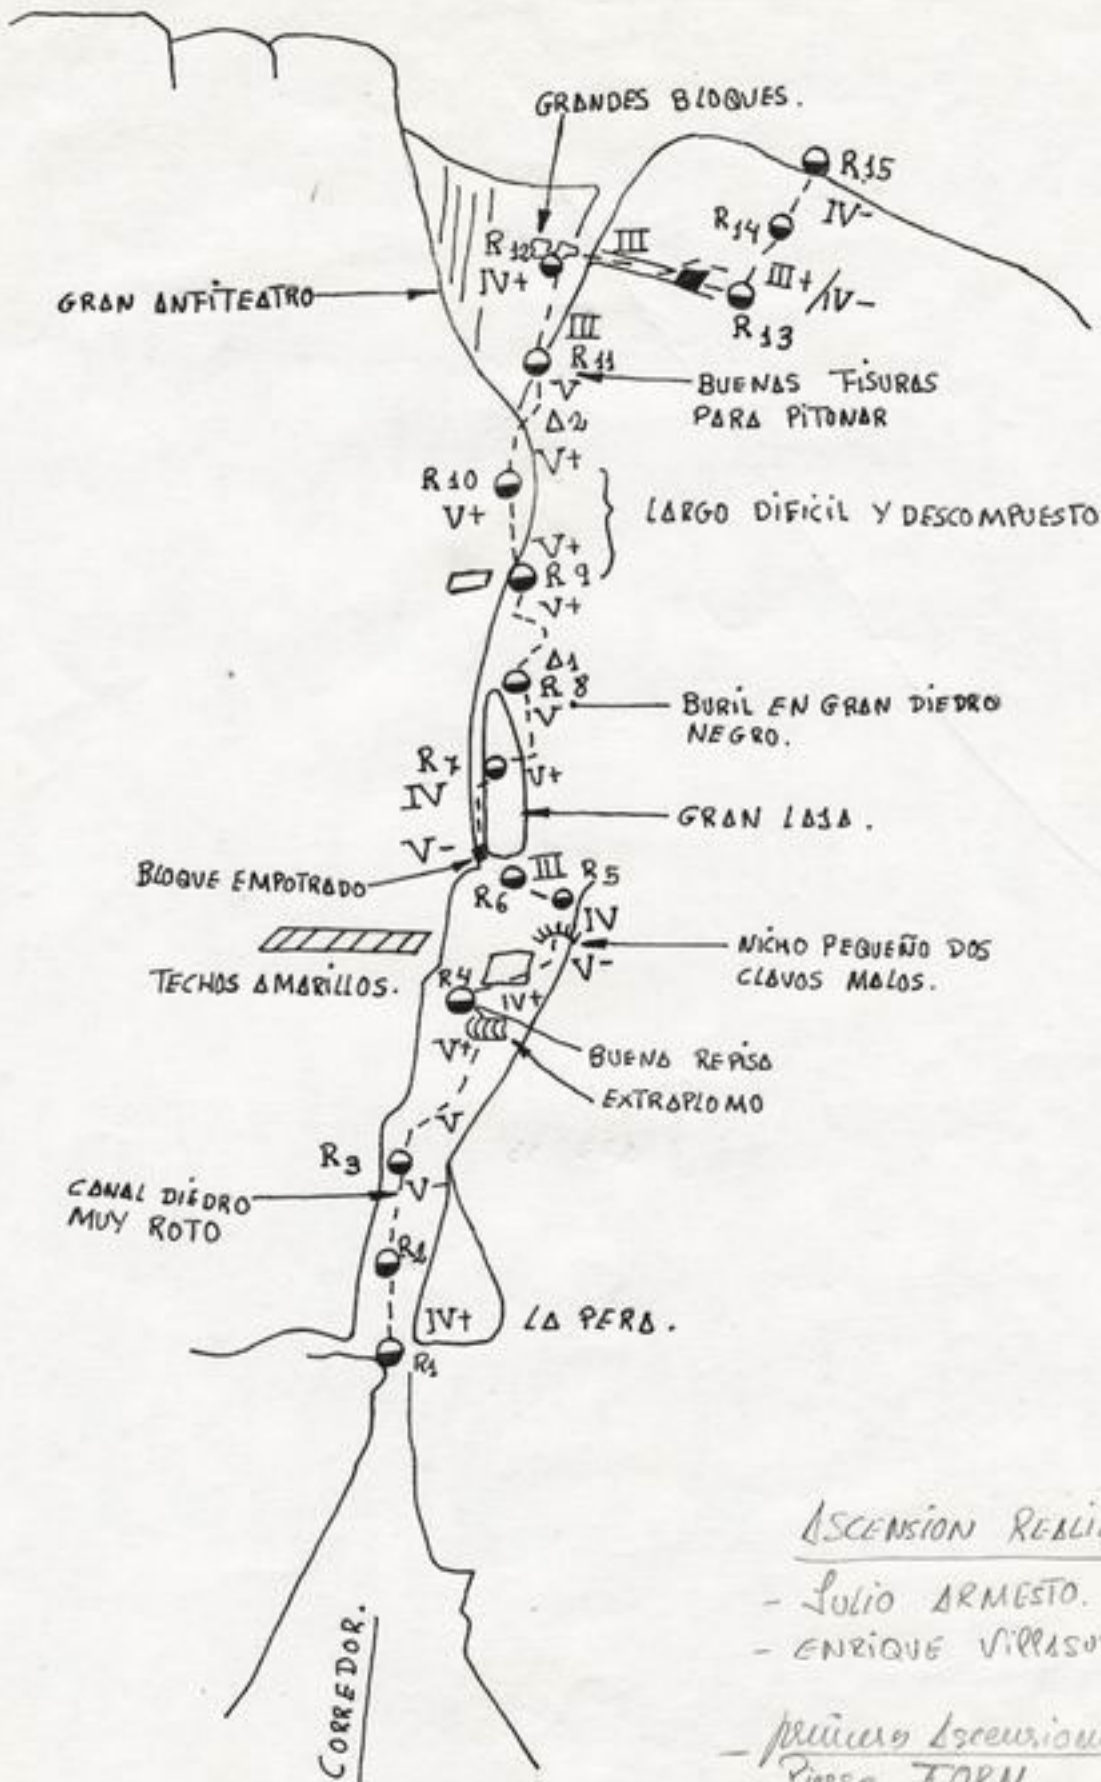 GRANDES BLOQUES.
R15
IV-
R14
R12
III
IV+
III+
/IV-
GRAN ANFITEATRO
R13
III
R11
V
BUENAS FISURAS
PARA PITONAR
A2
V+
R10
V+
LARGO DIFICIL Y DESCOMPUESTO
V+
R9
V+
A1
R8
V
BURIL EN GRAN DIEDRO
NEGRO.
R7
V+
IV
GRAN LAJA.
V-
BLOQUE EMPOTRADO
III
R5
R6
IV
NICHO PEQUEÑO DOS
CLAVOS MALOS.
V-
TECHOS AMARILLOS.
R4
IV+
V+
BUENA REPISA
EXTRAPLOMO
V
R3
V-
CANAL DIEDRO
MUY ROTO
IV+
LA PERA.
R1
CORREDOR.
ASCENSION
- JULIO ARMESTO.
- ENRIQUE